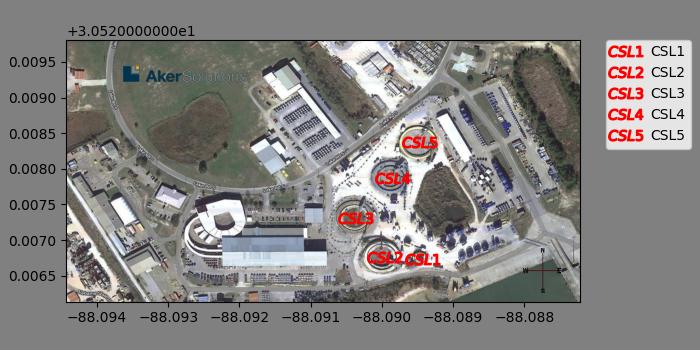 +3.0520000000e1
0.0095
0.0090
0.0085
0.0080
0.0075
0.0070
0.0065
−88.094 −88.093 −88.092 −88.091 −88.090 −88.089 −88.088
AkerSolutions
CSL5
CSL4
CSL3
CSL2 CSL1
N
W E
S
CSL1 CSL1
CSL2 CSL2
CSL3 CSL3
CSL4 CSL4
CSL5 CSL5